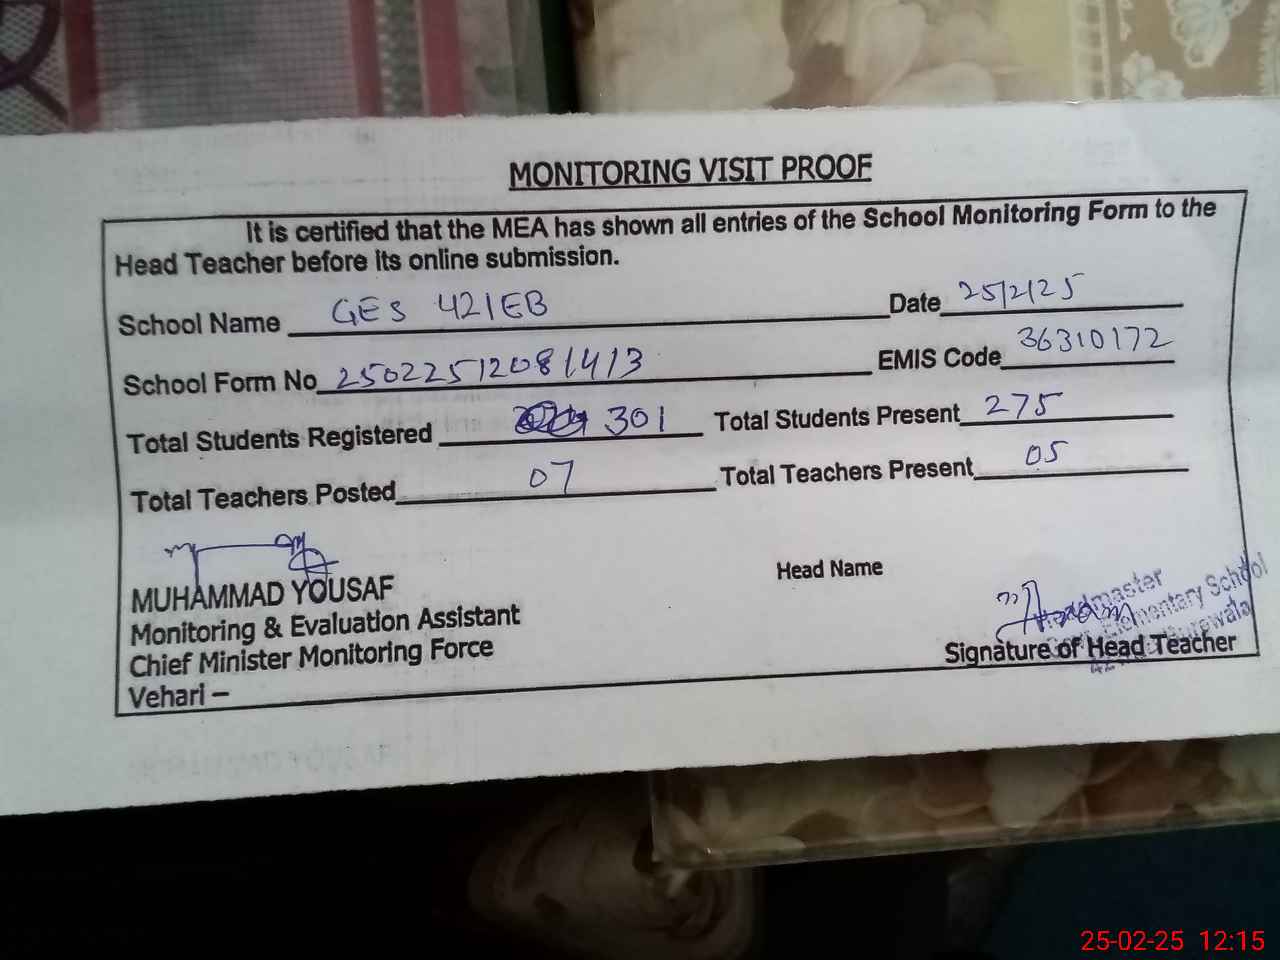 MONITORING VISIT PROOF
It is certified that the MEA has shown all entries of the School Monitoring Form to the
Head Teacher before its online submission.
School Name GES 421EB Date 25/2/25
School Form No 25022512081413 EMIS Code 36310172
Total Students Registered 301 Total Students Present 275
Total Teachers Posted 07 Total Teachers Present 05
MUHAMMAD YOUSAF
Monitoring & Evaluation Assistant
Chief Minister Monitoring Force
Vehari –
Head Name
Headmaster
Elementary School
Burewala
Signature of Head Teacher
25-02-25 12:15